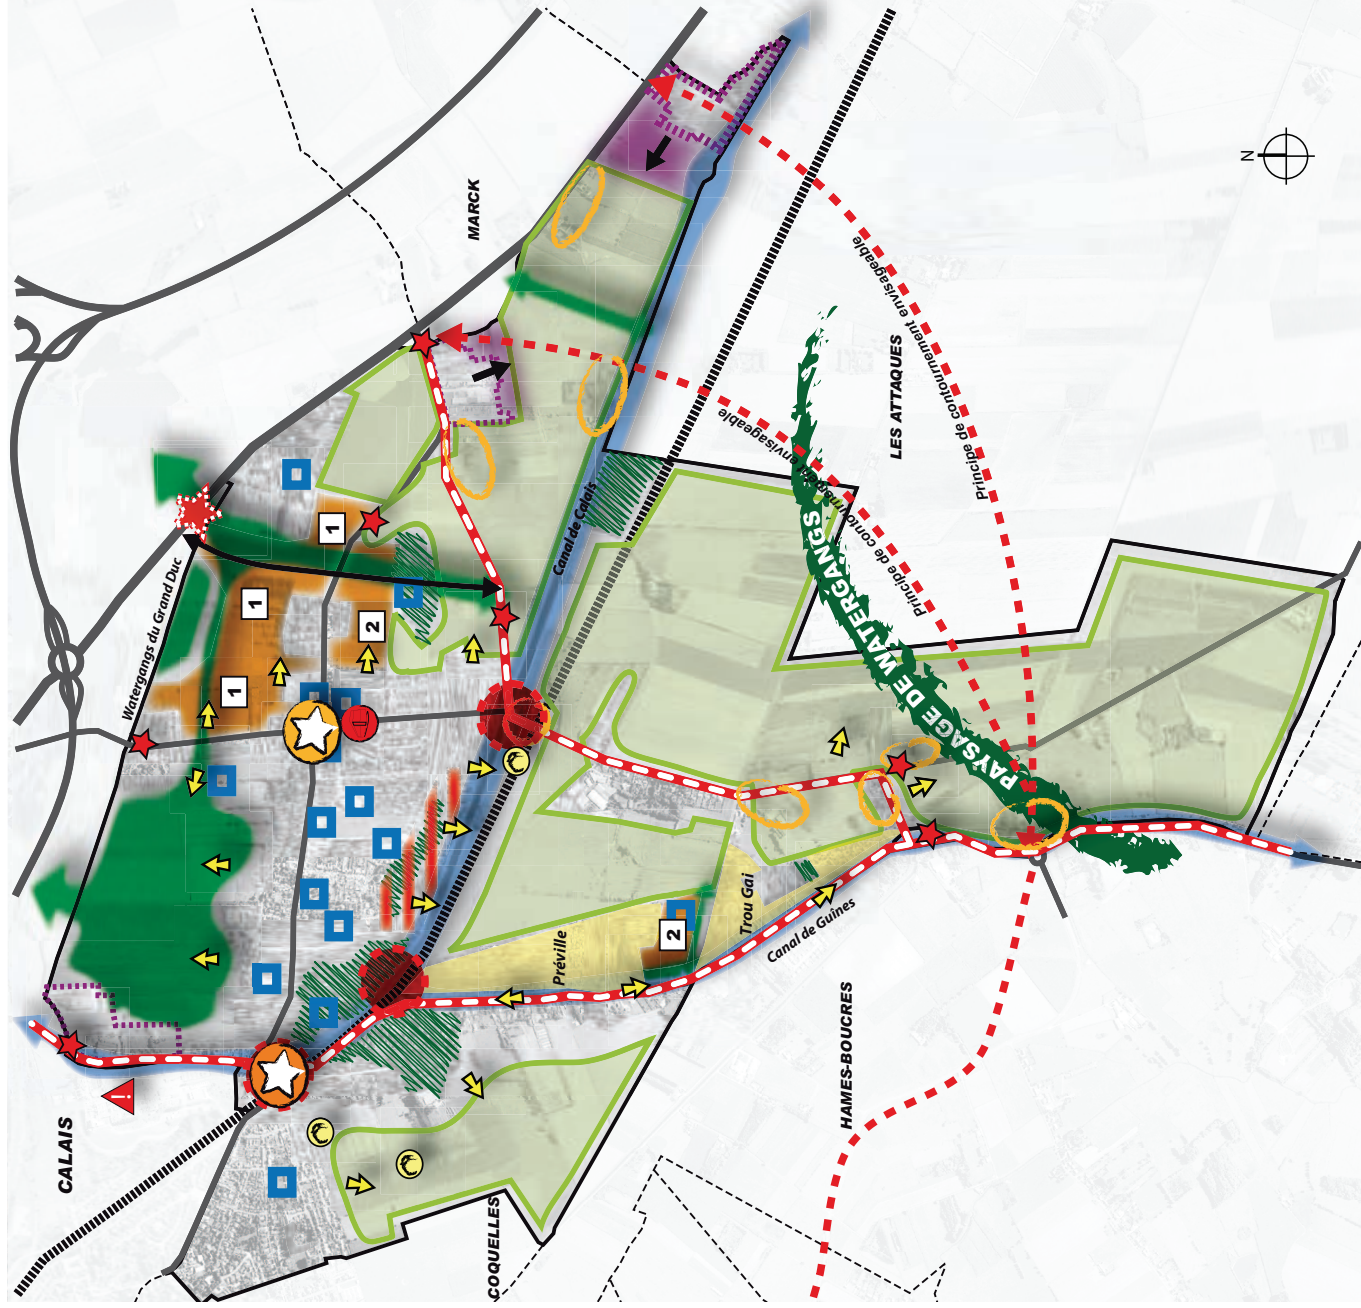 N
MARCK
Watergangs du Grand Duc
1
1
1
2
Canal de Calais
Principe de contournement envisageable
Principe de contournement envisageable
LES ATTAQUES
PAYSAGE DE WATERGANGS
CALAIS
!
COQUELLES
Préville
2
Trou Gai
Canal de Guînes
HAMES-BOUCRES